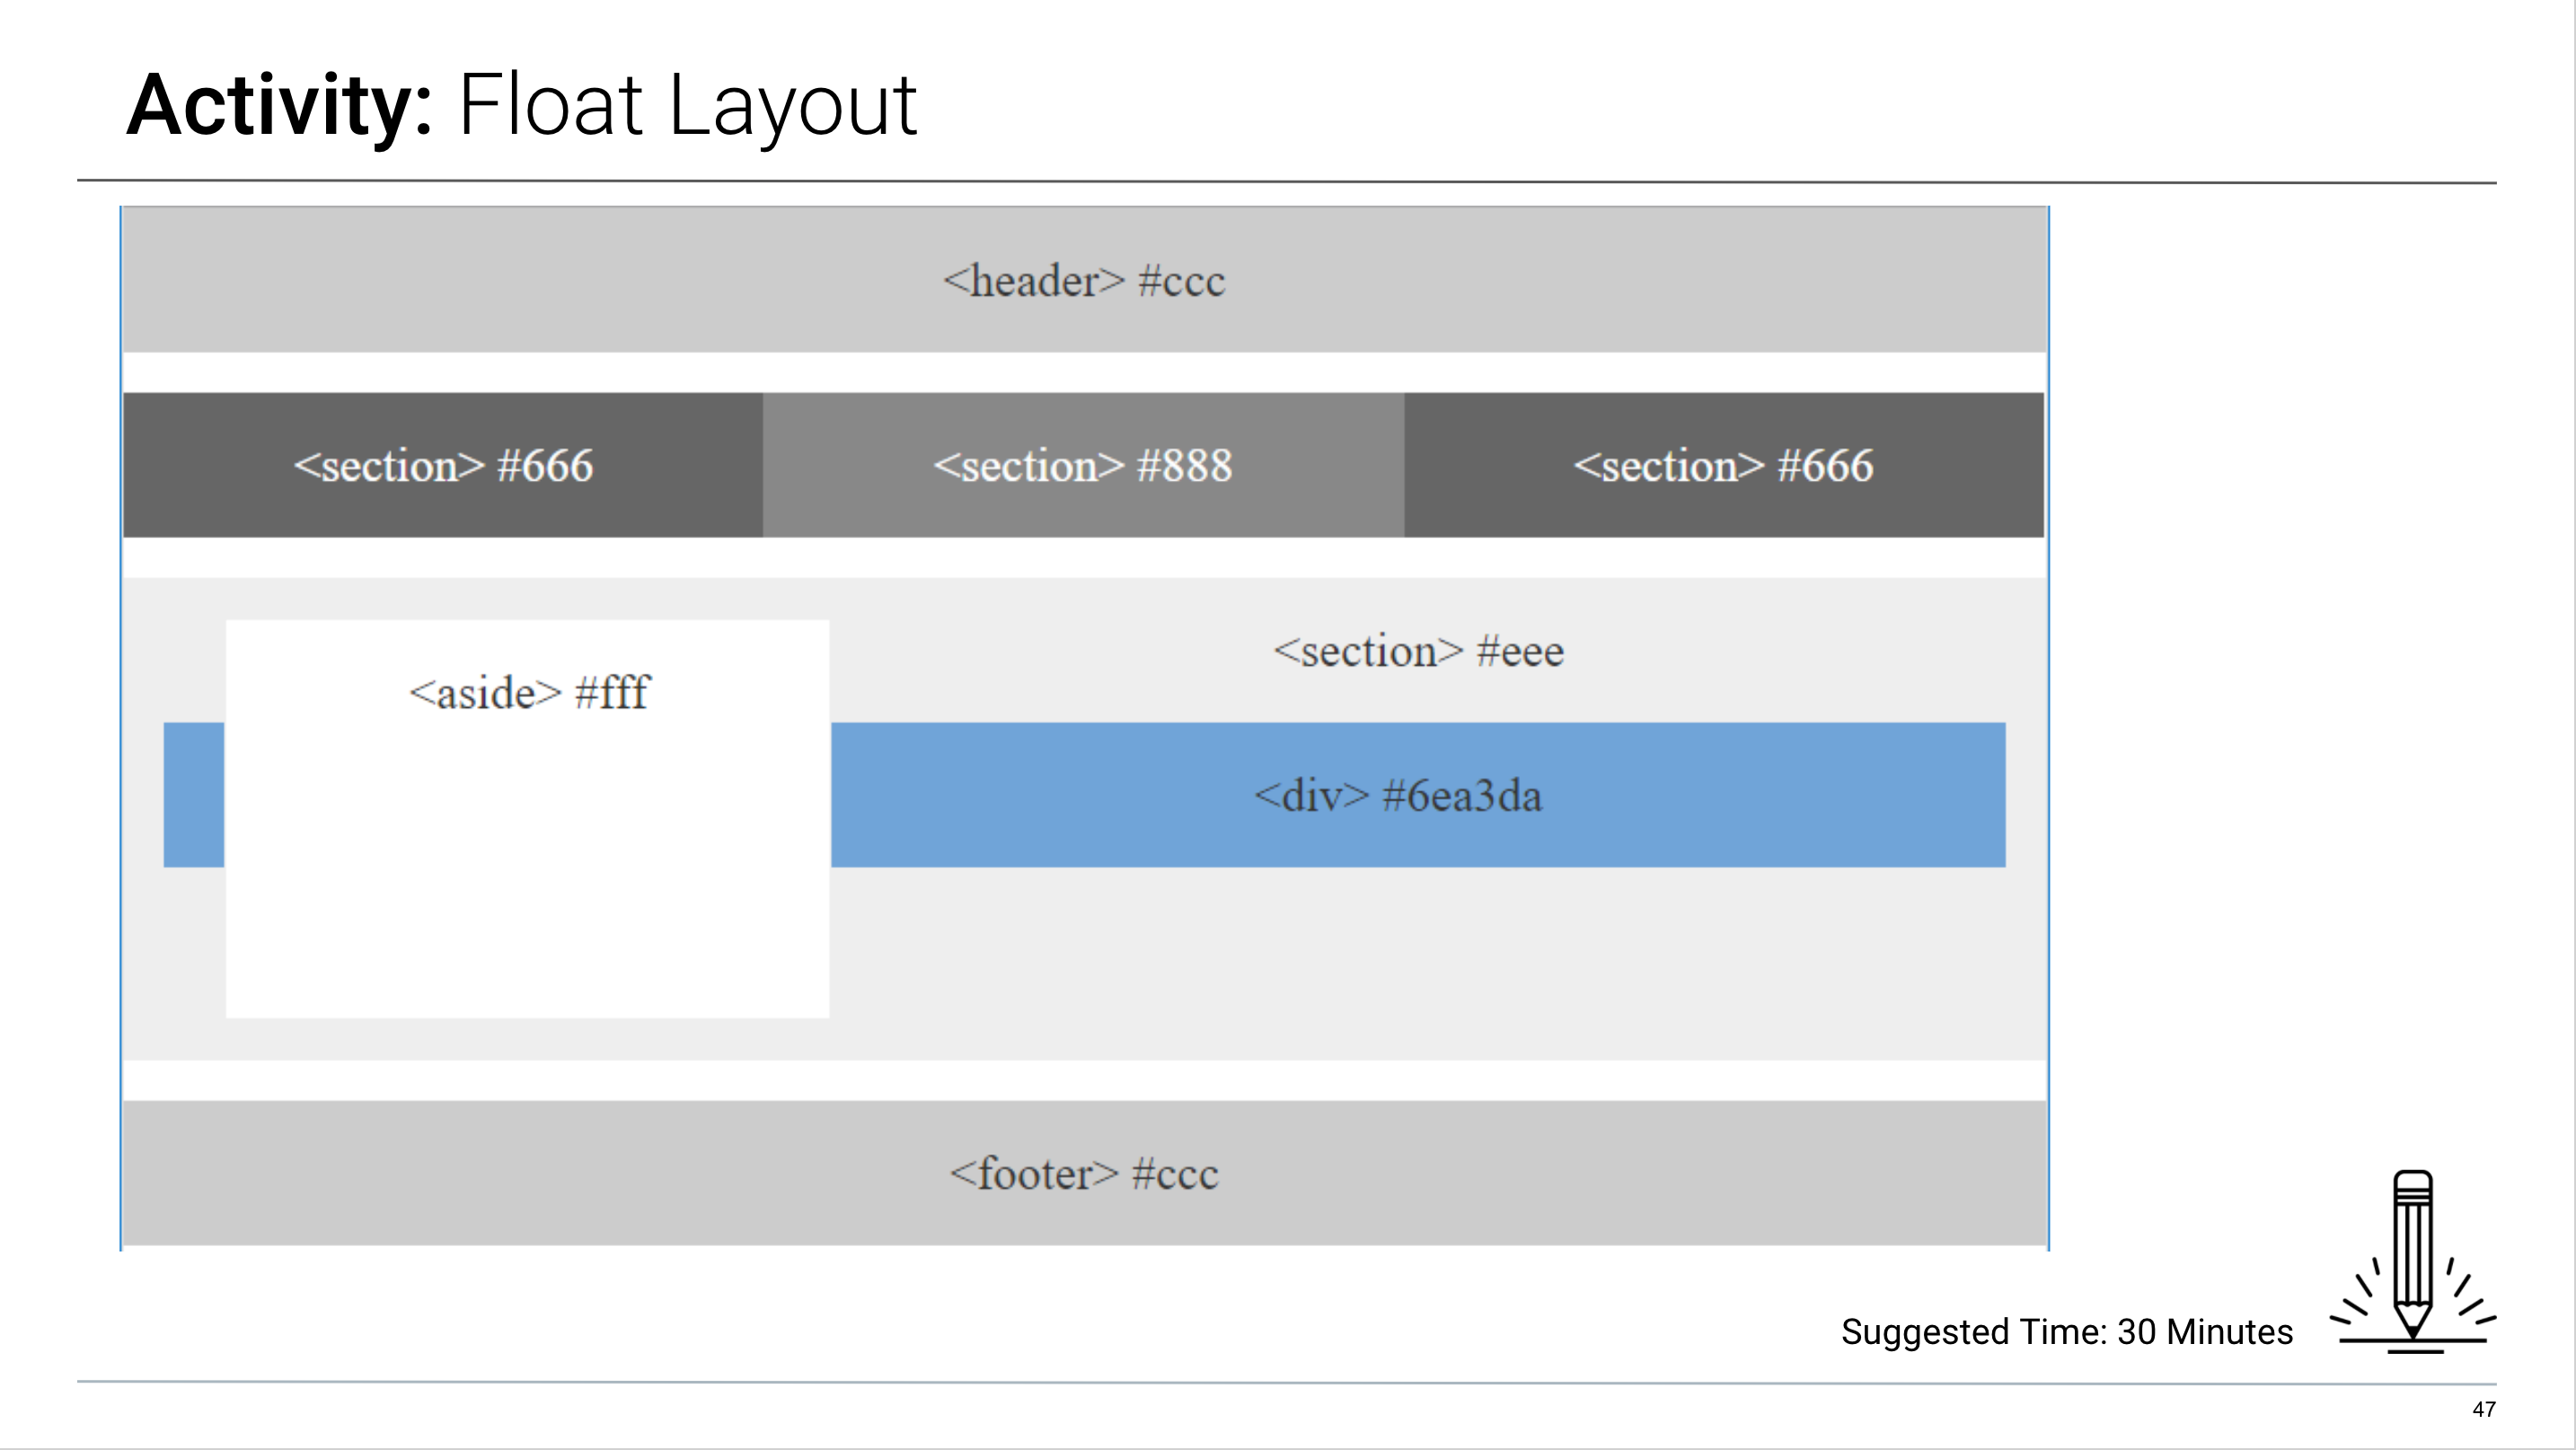 Activity: Float Layout
<header> #ccc
<section> #666
<section> #888
<section> #666
<section> #eee
<aside> #fff
<div> #6ea3da
<footer> #ccc
Suggested Time: 30 Minutes
47